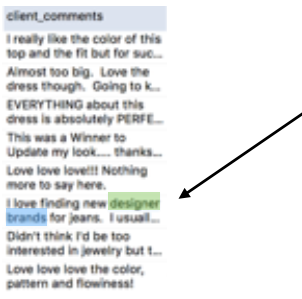 client_comments
I really like the color of this
top and the fit but for suc...
Almost too big. Love the
dress though. Going to k...
EVERYTHING about this
dress is absolutely PERFE...
This was a Winner to
Update my look.... thanks...
Love love love!!! Nothing
more to say here.
I love finding new designer
brands for jeans. I usuall...
Didn't think I'd be too
interested in jewelry but t...
Love love love the color,
pattern and flowiness!